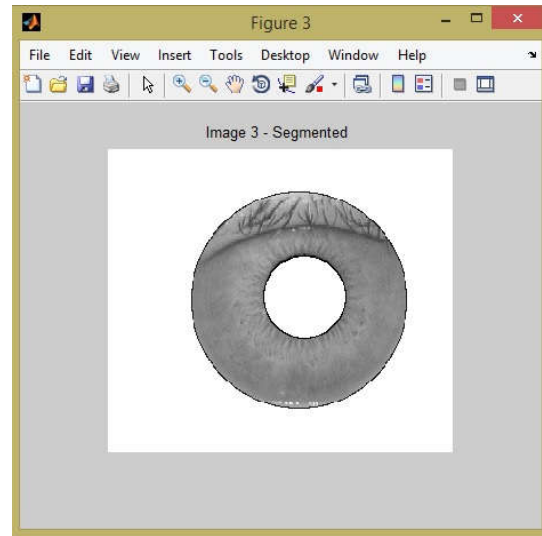 Figure 3
File Edit View Insert Tools Desktop Window Help
Image 3 - Segmented